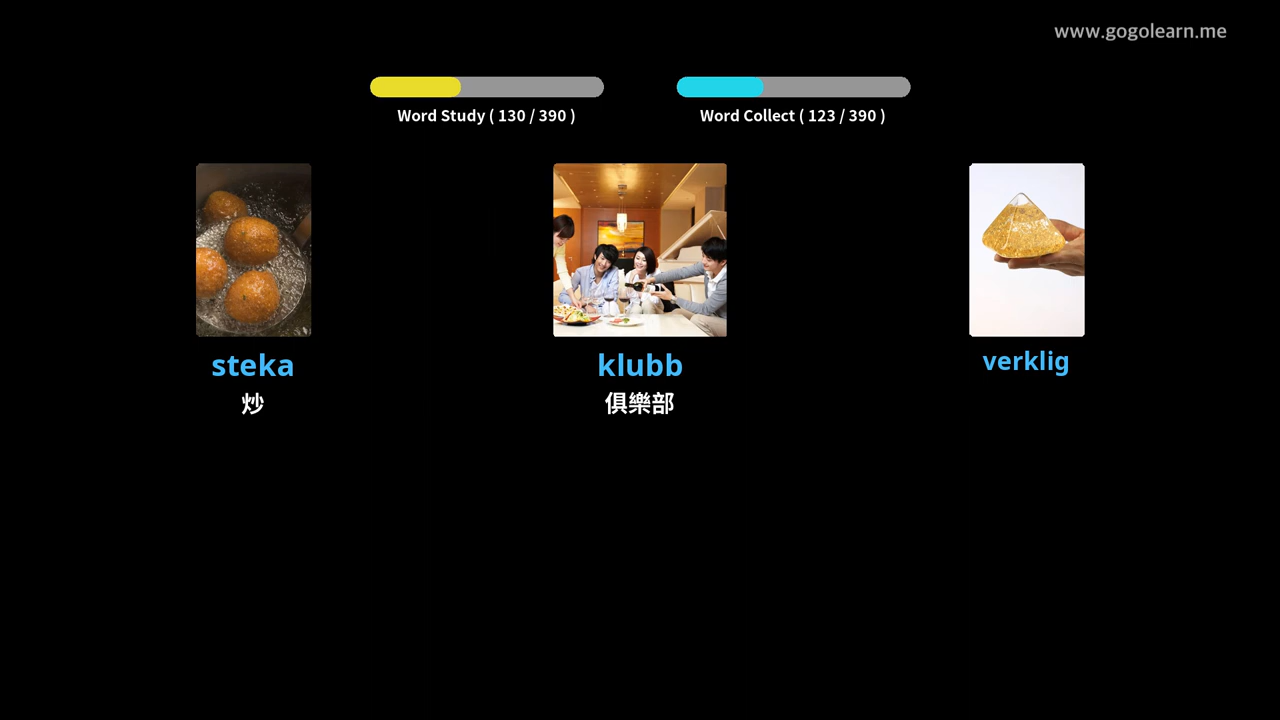 www.gogolearn.me
Word Study ( 130 / 390 )
Word Collect ( 123 / 390 )
steka
炒
klubb
俱樂部
verklig